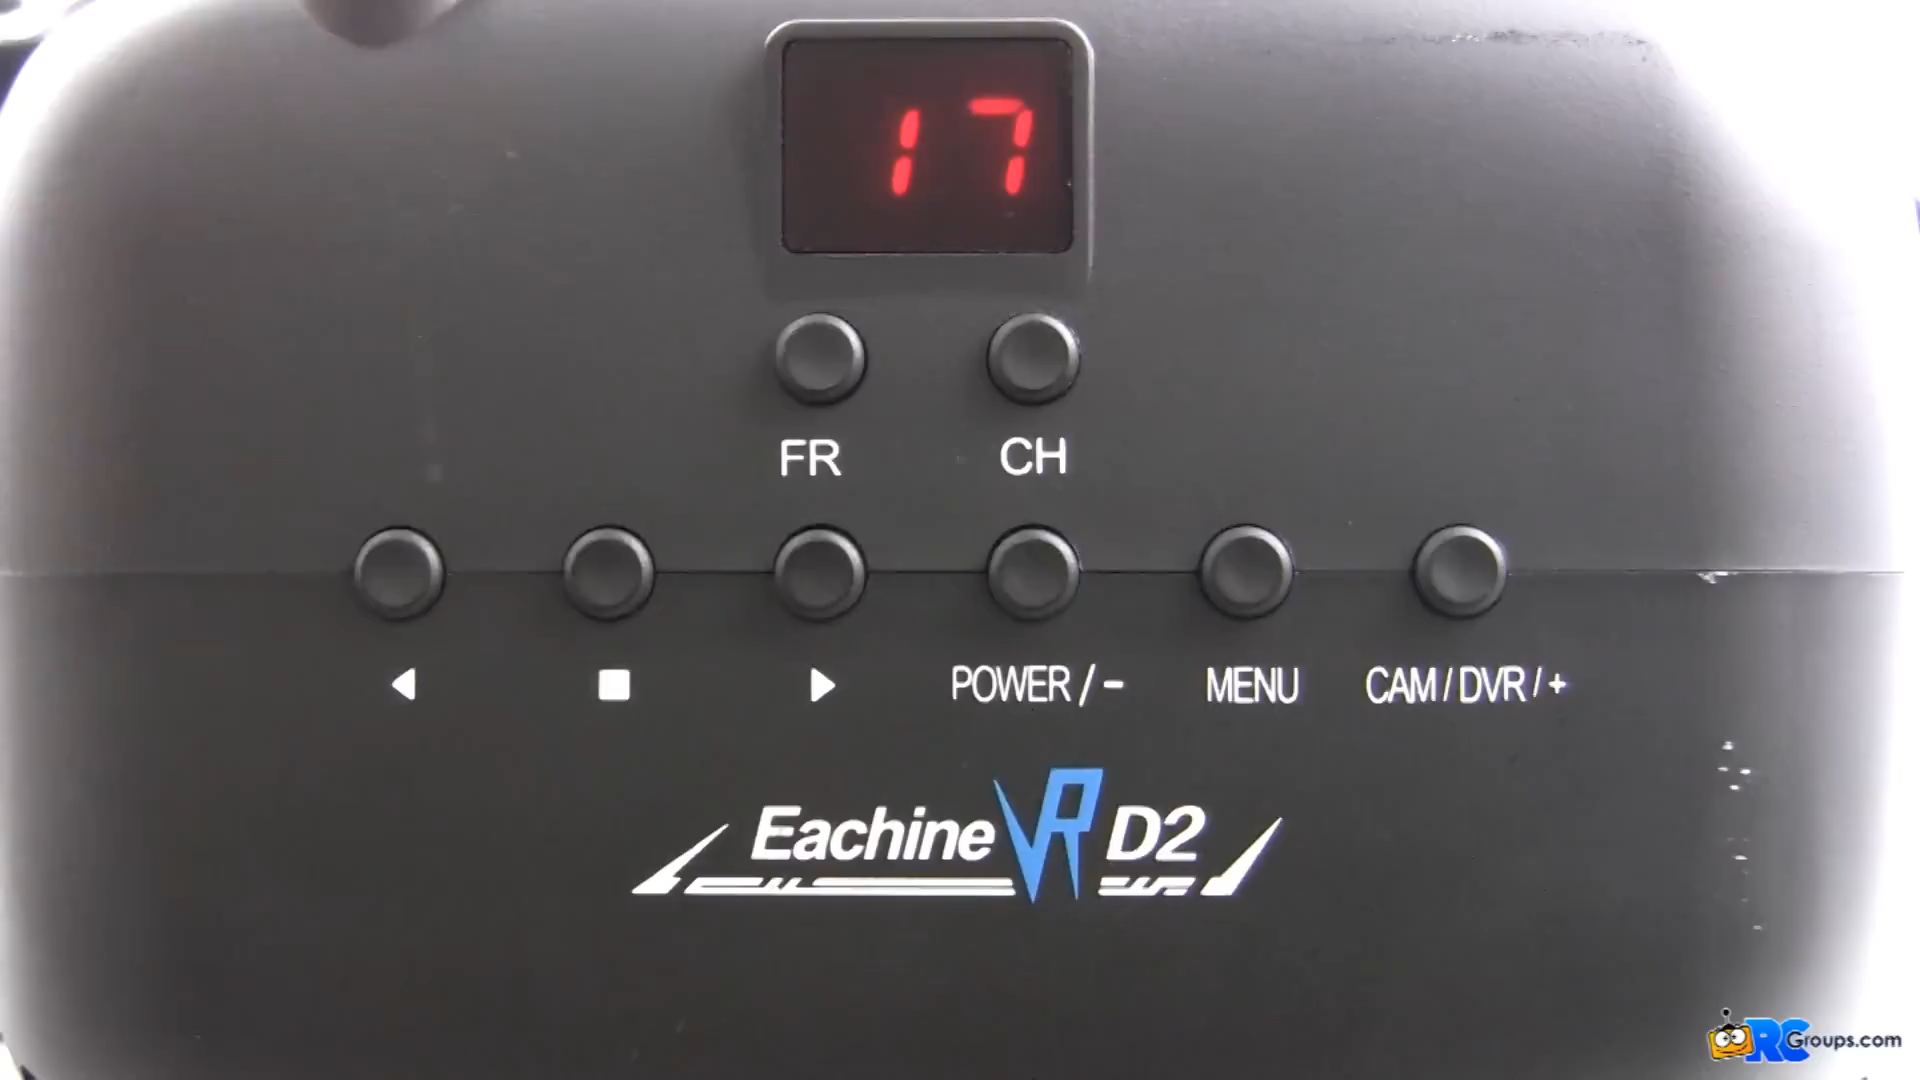 17
FR CH
◀ ■ ▶ POWER / - MENU CAM / DVR / +
Eachine VR D2
RCGroups.com